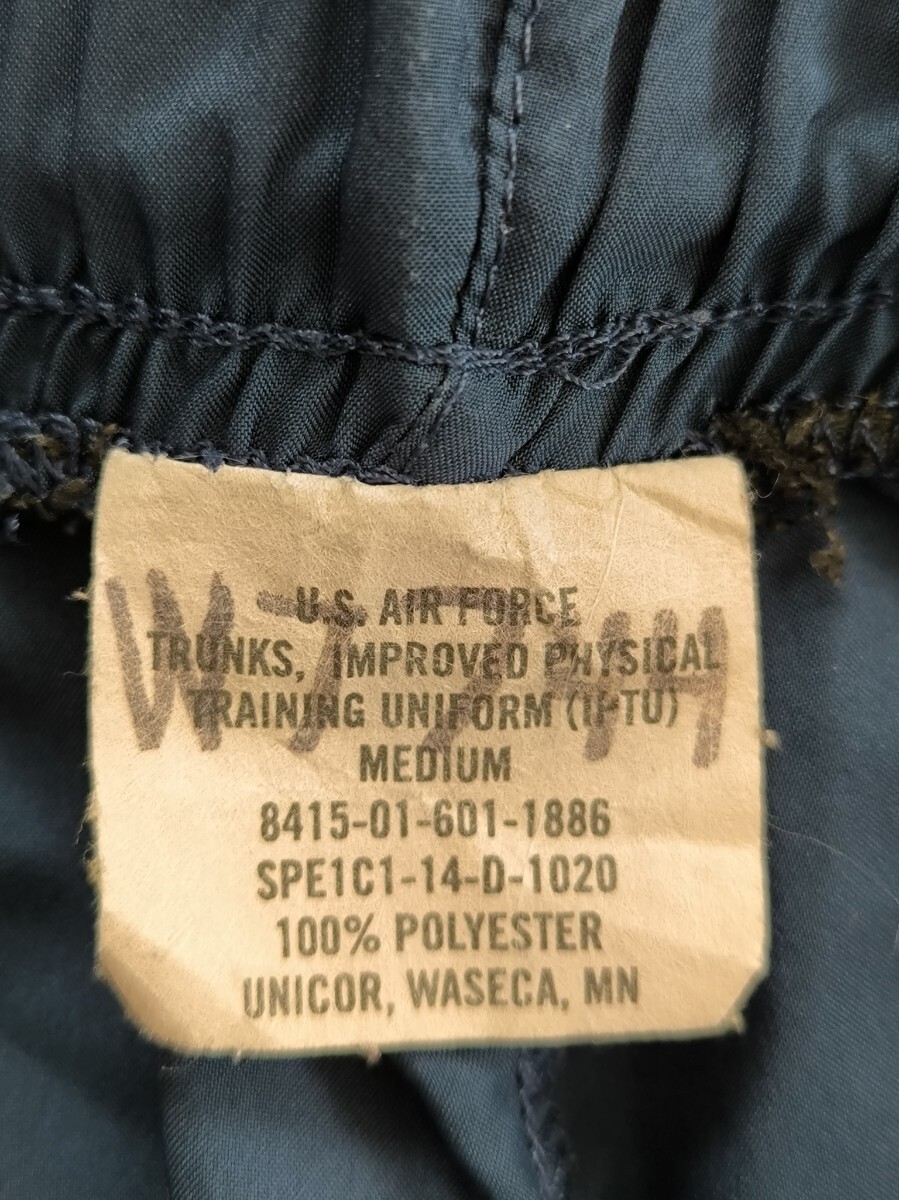 U.S. AIR FORCE
TRUNKS, IMPROVED PHYSICAL
TRAINING UNIFORM (IPTU)
MEDIUM
8415-01-601-1886
SPE1C1-14-D-1020
100% POLYESTER
UNICOR, WASECA, MN